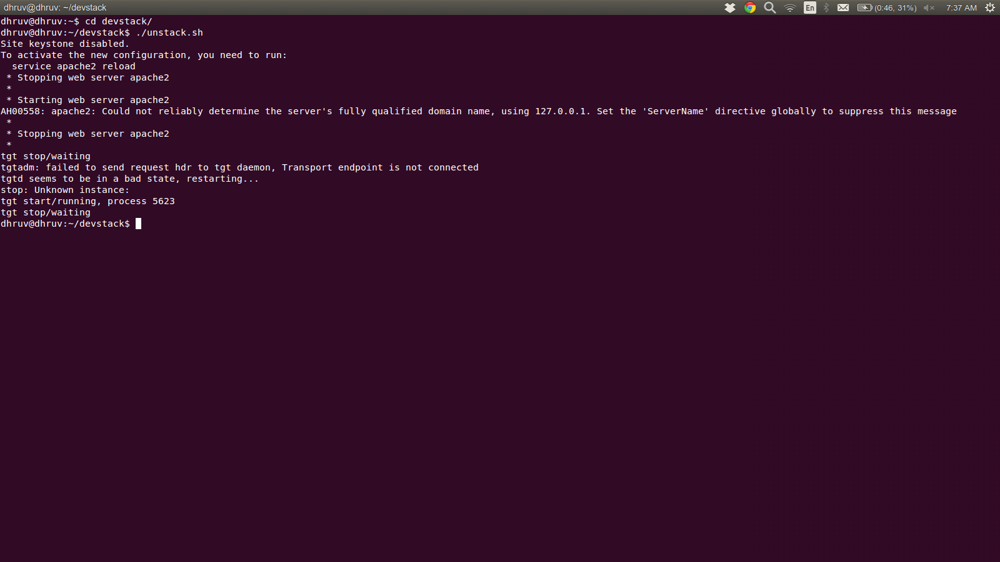 dhruv@dhruv: ~/devstack
En
(0:46, 31%)
7:37 AM
dhruv@dhruv:~$ cd devstack/
dhruv@dhruv:~/devstack$ ./unstack.sh
Site keystone disabled.
To activate the new configuration, you need to run:
  service apache2 reload
 * Stopping web server apache2
 *
 * Starting web server apache2
AH00558: apache2: Could not reliably determine the server's fully qualified domain name, using 127.0.0.1. Set the 'ServerName' directive globally to suppress this message
 *
 * Stopping web server apache2
 *
tgt stop/waiting
tgtadm: failed to send request hdr to tgt daemon, Transport endpoint is not connected
tgtd seems to be in a bad state, restarting...
stop: Unknown instance:
tgt start/running, process 5623
tgt stop/waiting
dhruv@dhruv:~/devstack$